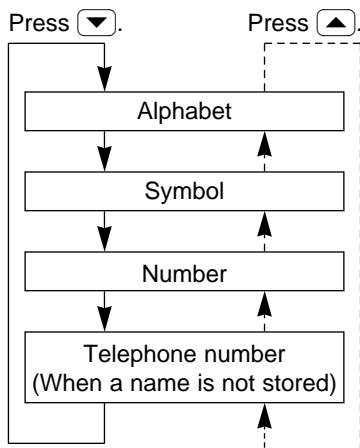 Press ▼. Press ▲.
Alphabet
Symbol
Number
Telephone number
(When a name is not stored)